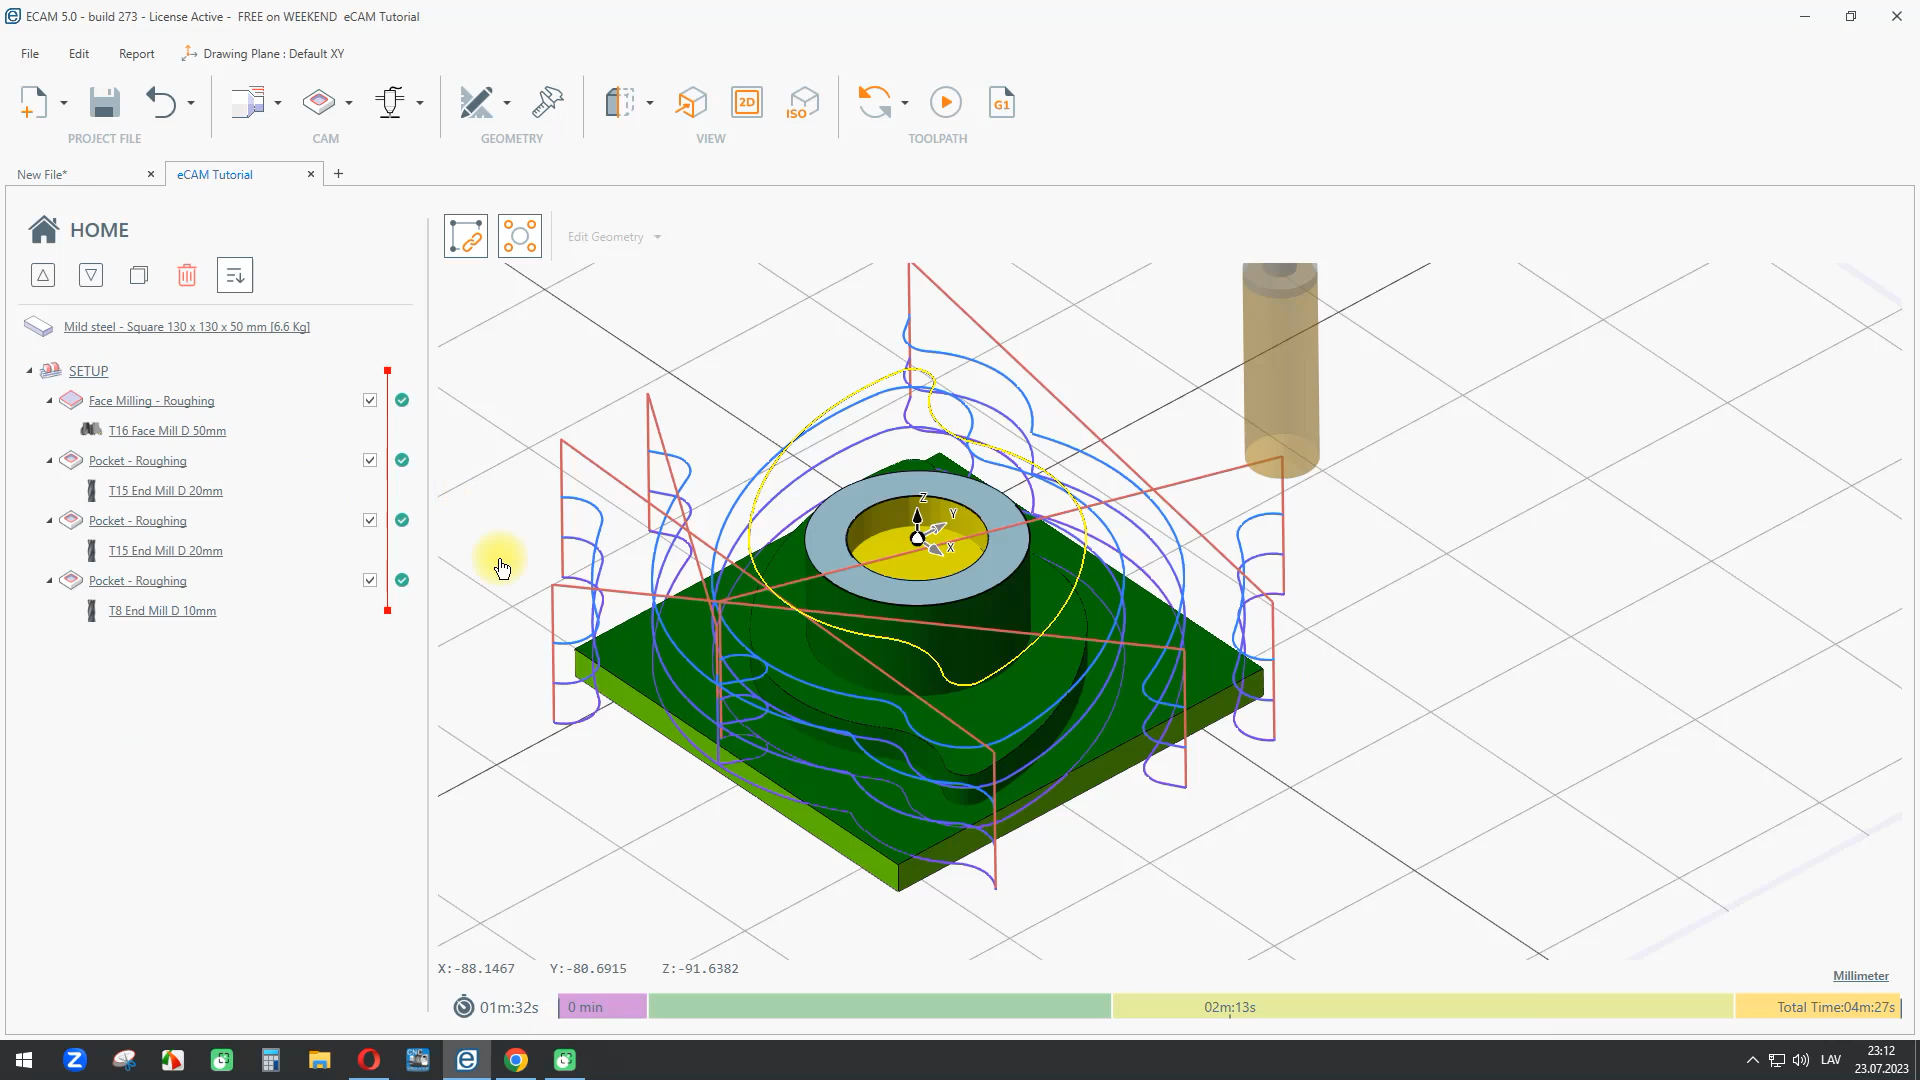 ECAM 5.0 - build 273 - License Active - FREE on WEEKEND eCAM Tutorial
File Edit Report Drawing Plane : Default XY
2D ISO G1
PROJECT FILE CAM GEOMETRY VIEW TOOLPATH
New File* eCAM Tutorial
HOME
Edit Geometry
Mild steel - Square 130 x 130 x 50 mm [6.6 Kg]
SETUP
Face Milling - Roughing
T16 Face Mill D 50mm
Pocket - Roughing
T15 End Mill D 20mm
Pocket - Roughing
T15 End Mill D 20mm
Pocket - Roughing
T8 End Mill D 10mm
Z
Y
X
X:-88.1467 Y:-80.6915 Z:-91.6382
Millimeter
01m:32s 0 min 02m:13s Total Time:04m:27s
LAV
23:12
23.07.2023